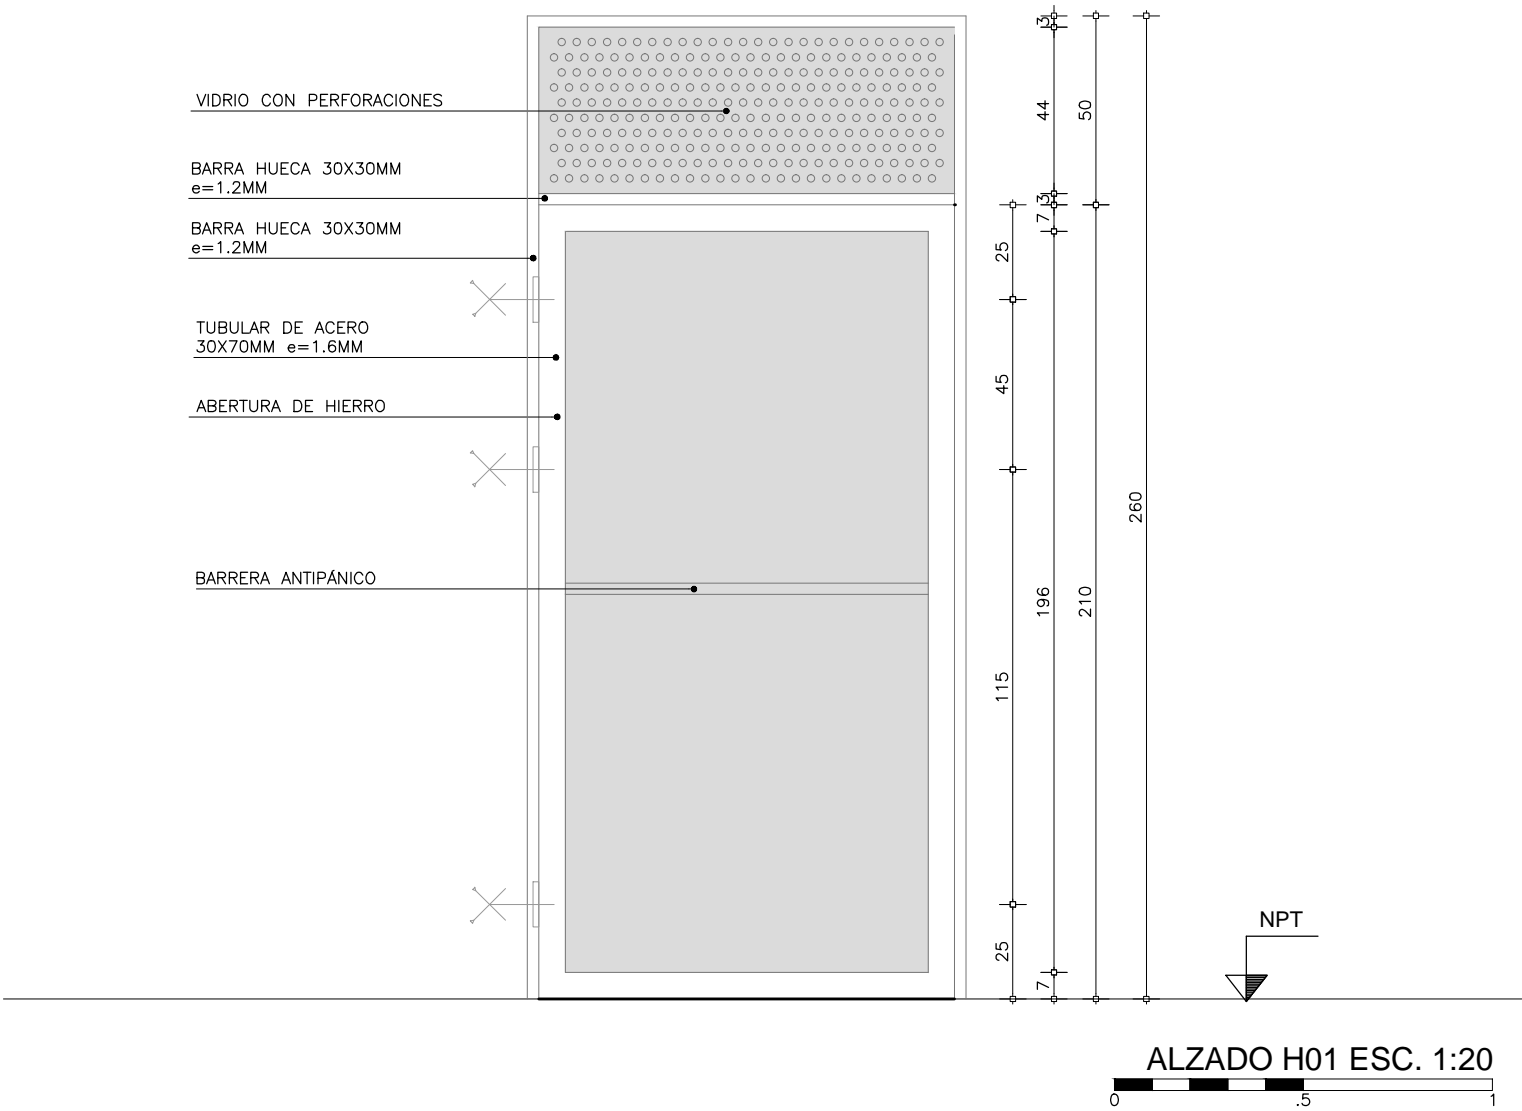 VIDRIO CON PERFORACIONES
BARRA HUECA 30X30MM
e=1.2MM
BARRA HUECA 30X30MM
e=1.2MM
TUBULAR DE ACERO
30X70MM e=1.6MM
ABERTURA DE HIERRO
BARRERA ANTIPÁNICO
3
44
50
3
7
25
45
260
196
210
115
25
7
NPT
ALZADO H01 ESC. 1:20
0 .5 1